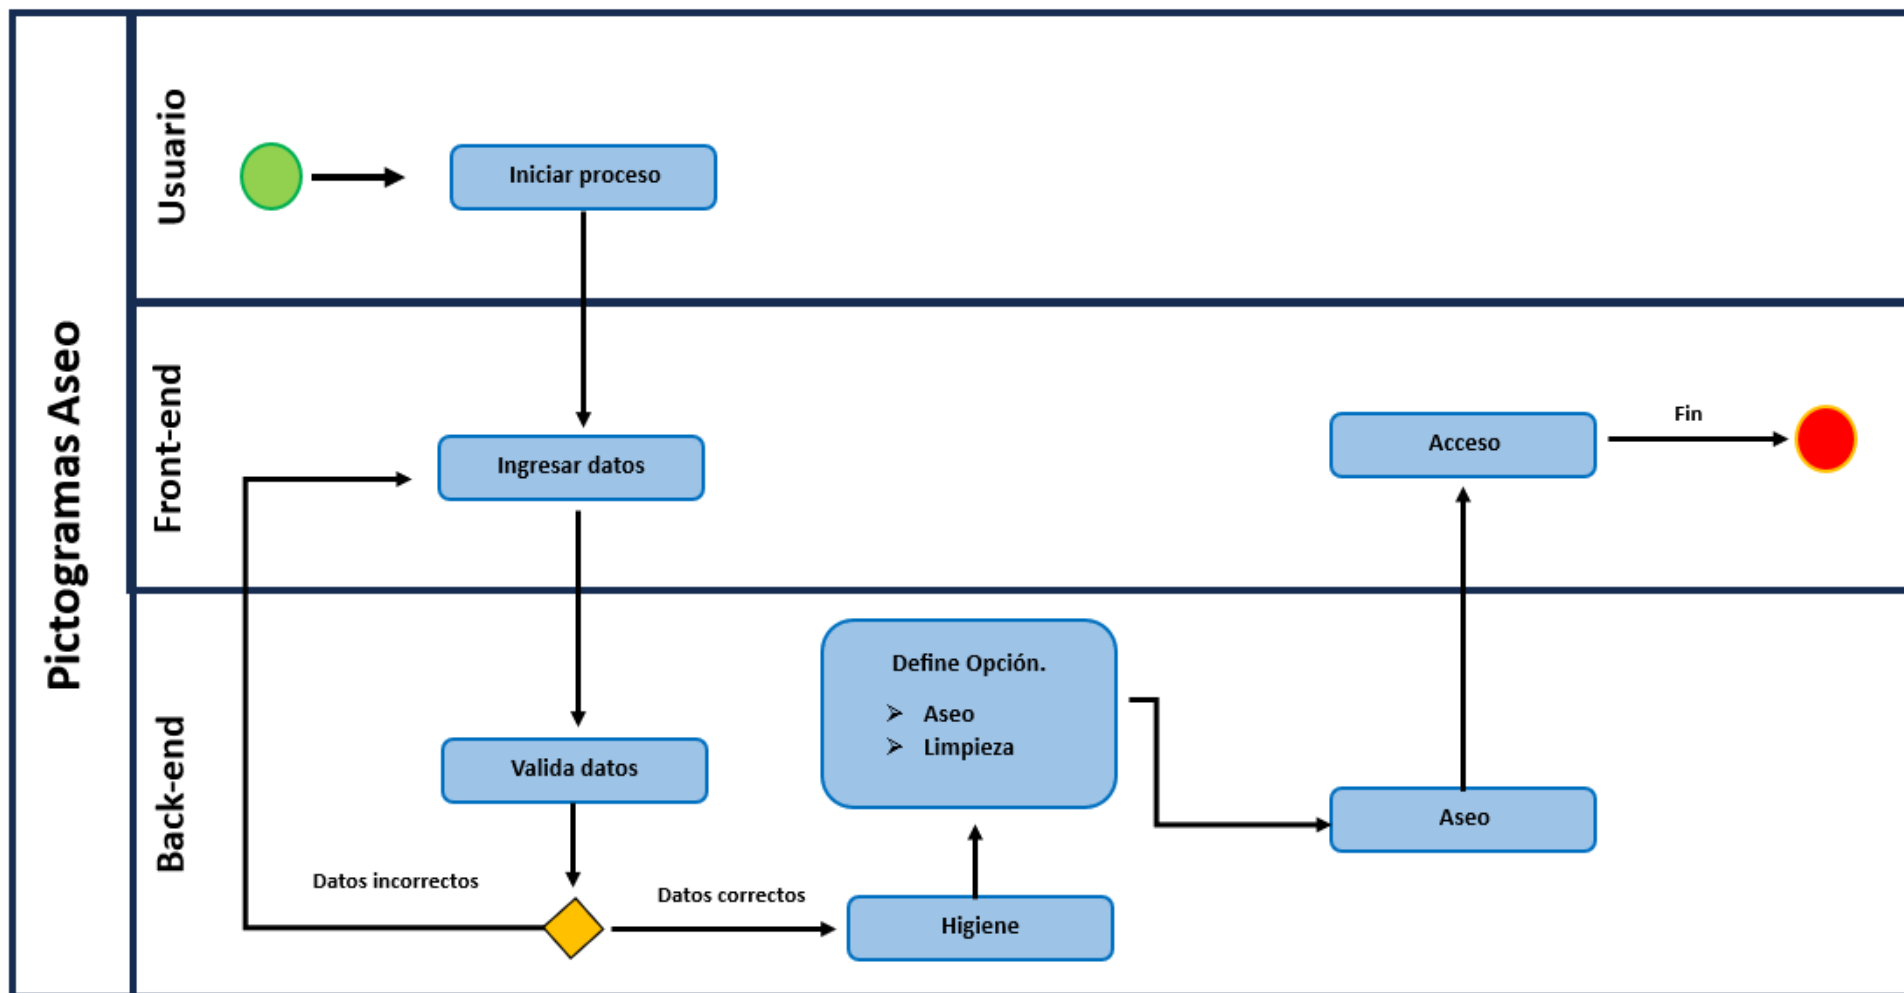 Pictogramas Aseo
Usuario
Iniciar proceso
Front-end
Ingresar datos
Acceso
Fin
Back-end
Define Opción.
➢ Aseo
➢ Limpieza
Valida datos
Aseo
Datos incorrectos
Datos correctos
Higiene